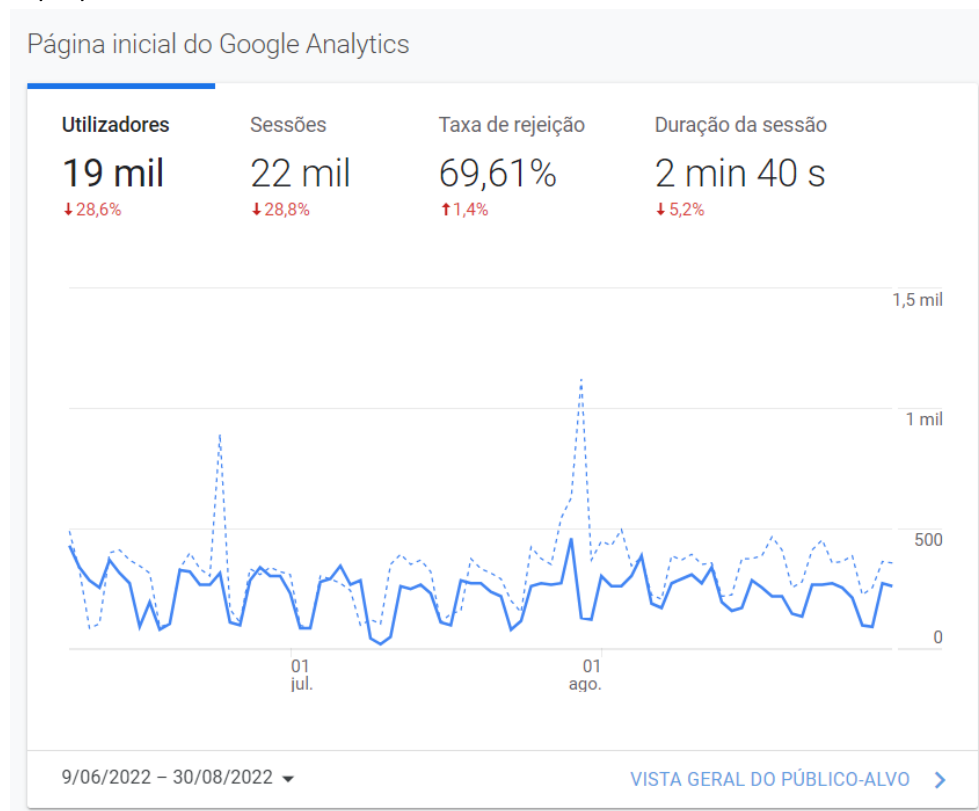 Página inicial do Google Analytics
Utilizadores Sessões Taxa de rejeição Duração da sessão
19 mil 22 mil 69,61% 2 min 40 s
↓28,6% ↓28,8% ↑1,4% ↓5,2%
1,5 mil
1 mil
500
0
01 01
jul. ago.
9/06/2022 – 30/08/2022 VISTA GERAL DO PÚBLICO-ALVO